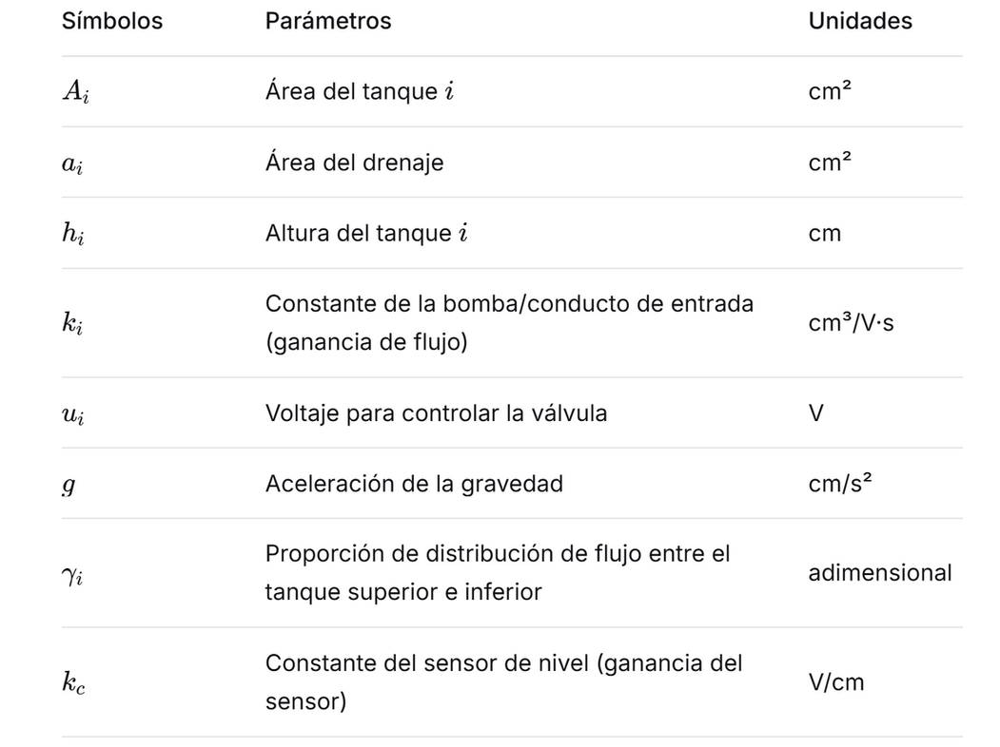 Símbolos Parámetros Unidades
A_i Área del tanque i cm²
a_i Área del drenaje cm²
h_i Altura del tanque i cm
k_i Constante de la bomba/conducto de entrada
(ganancia de flujo) cm³/V·s
u_i Voltaje para controlar la válvula V
g Aceleración de la gravedad cm/s²
γ_i Proporción de distribución de flujo entre el
tanque superior e inferior adimensional
k_c Constante del sensor de nivel (ganancia del
sensor) V/cm